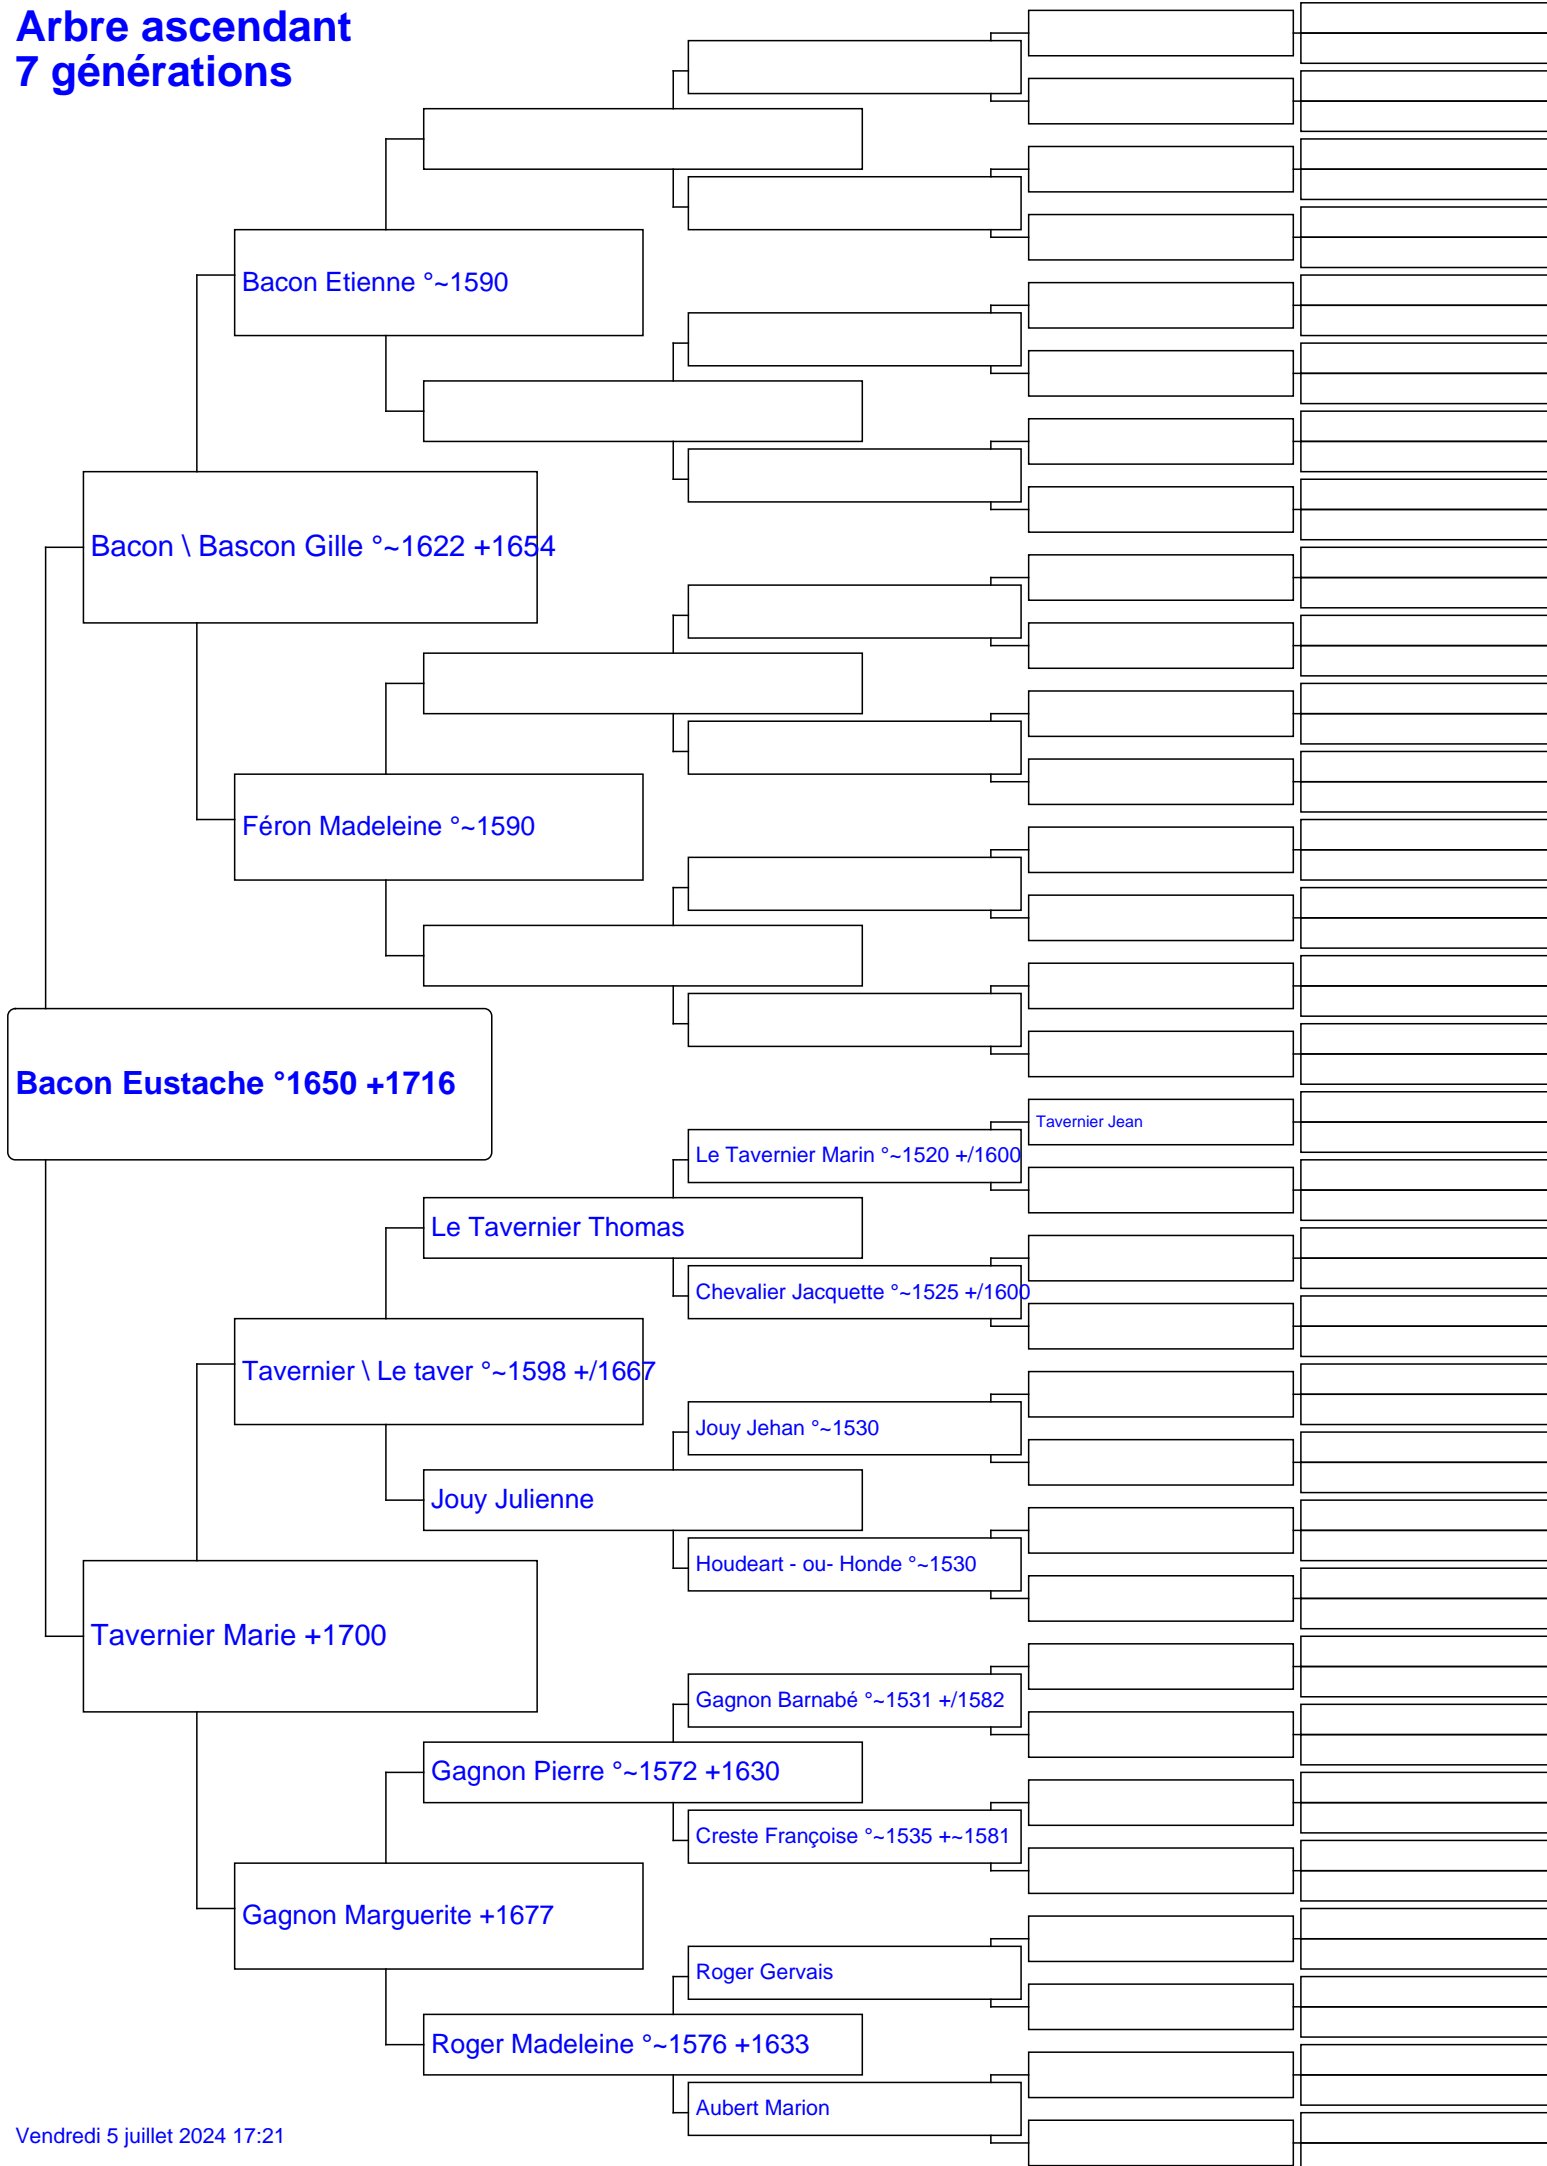 Arbre ascendant
7 générations
Bacon Etienne °~1590
Bacon \ Bascon Gille °~1622 +1654
Féron Madeleine °~1590
Bacon Eustache °1650 +1716
Tavernier Jean
Le Tavernier Marin °~1520 +/1600
Le Tavernier Thomas
Chevalier Jacquette °~1525 +/1600
Tavernier \ Le taver °~1598 +/1667
Jouy Jehan °~1530
Jouy Julienne
Houdeart - ou- Honde °~1530
Tavernier Marie +1700
Gagnon Barnabé °~1531 +/1582
Gagnon Pierre °~1572 +1630
Creste Françoise °~1535 +~1581
Gagnon Marguerite +1677
Roger Gervais
Roger Madeleine °~1576 +1633
Aubert Marion
Vendredi 5 juillet 2024 17:21